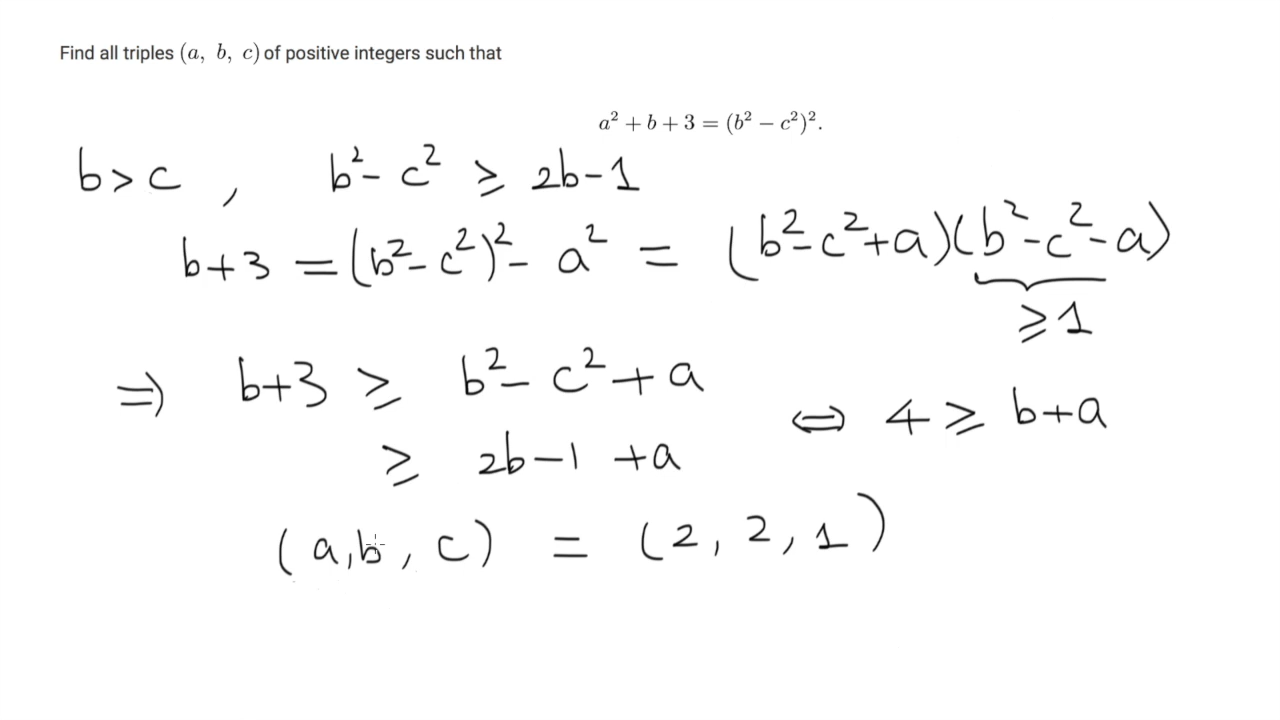 Find all triples (a, b, c) of positive integers such that
a² + b + 3 = (b² − c²)².
b > c , b² − c² ≥ 2b − 1
b + 3 = (b² − c²)² − a² = (b² − c² + a)(b² − c² − a)
≥ 1
⇒ b + 3 ≥ b² − c² + a
≥ 2b − 1 + a ⇔ 4 ≥ b + a
(a, b, c) = (2, 2, 1)